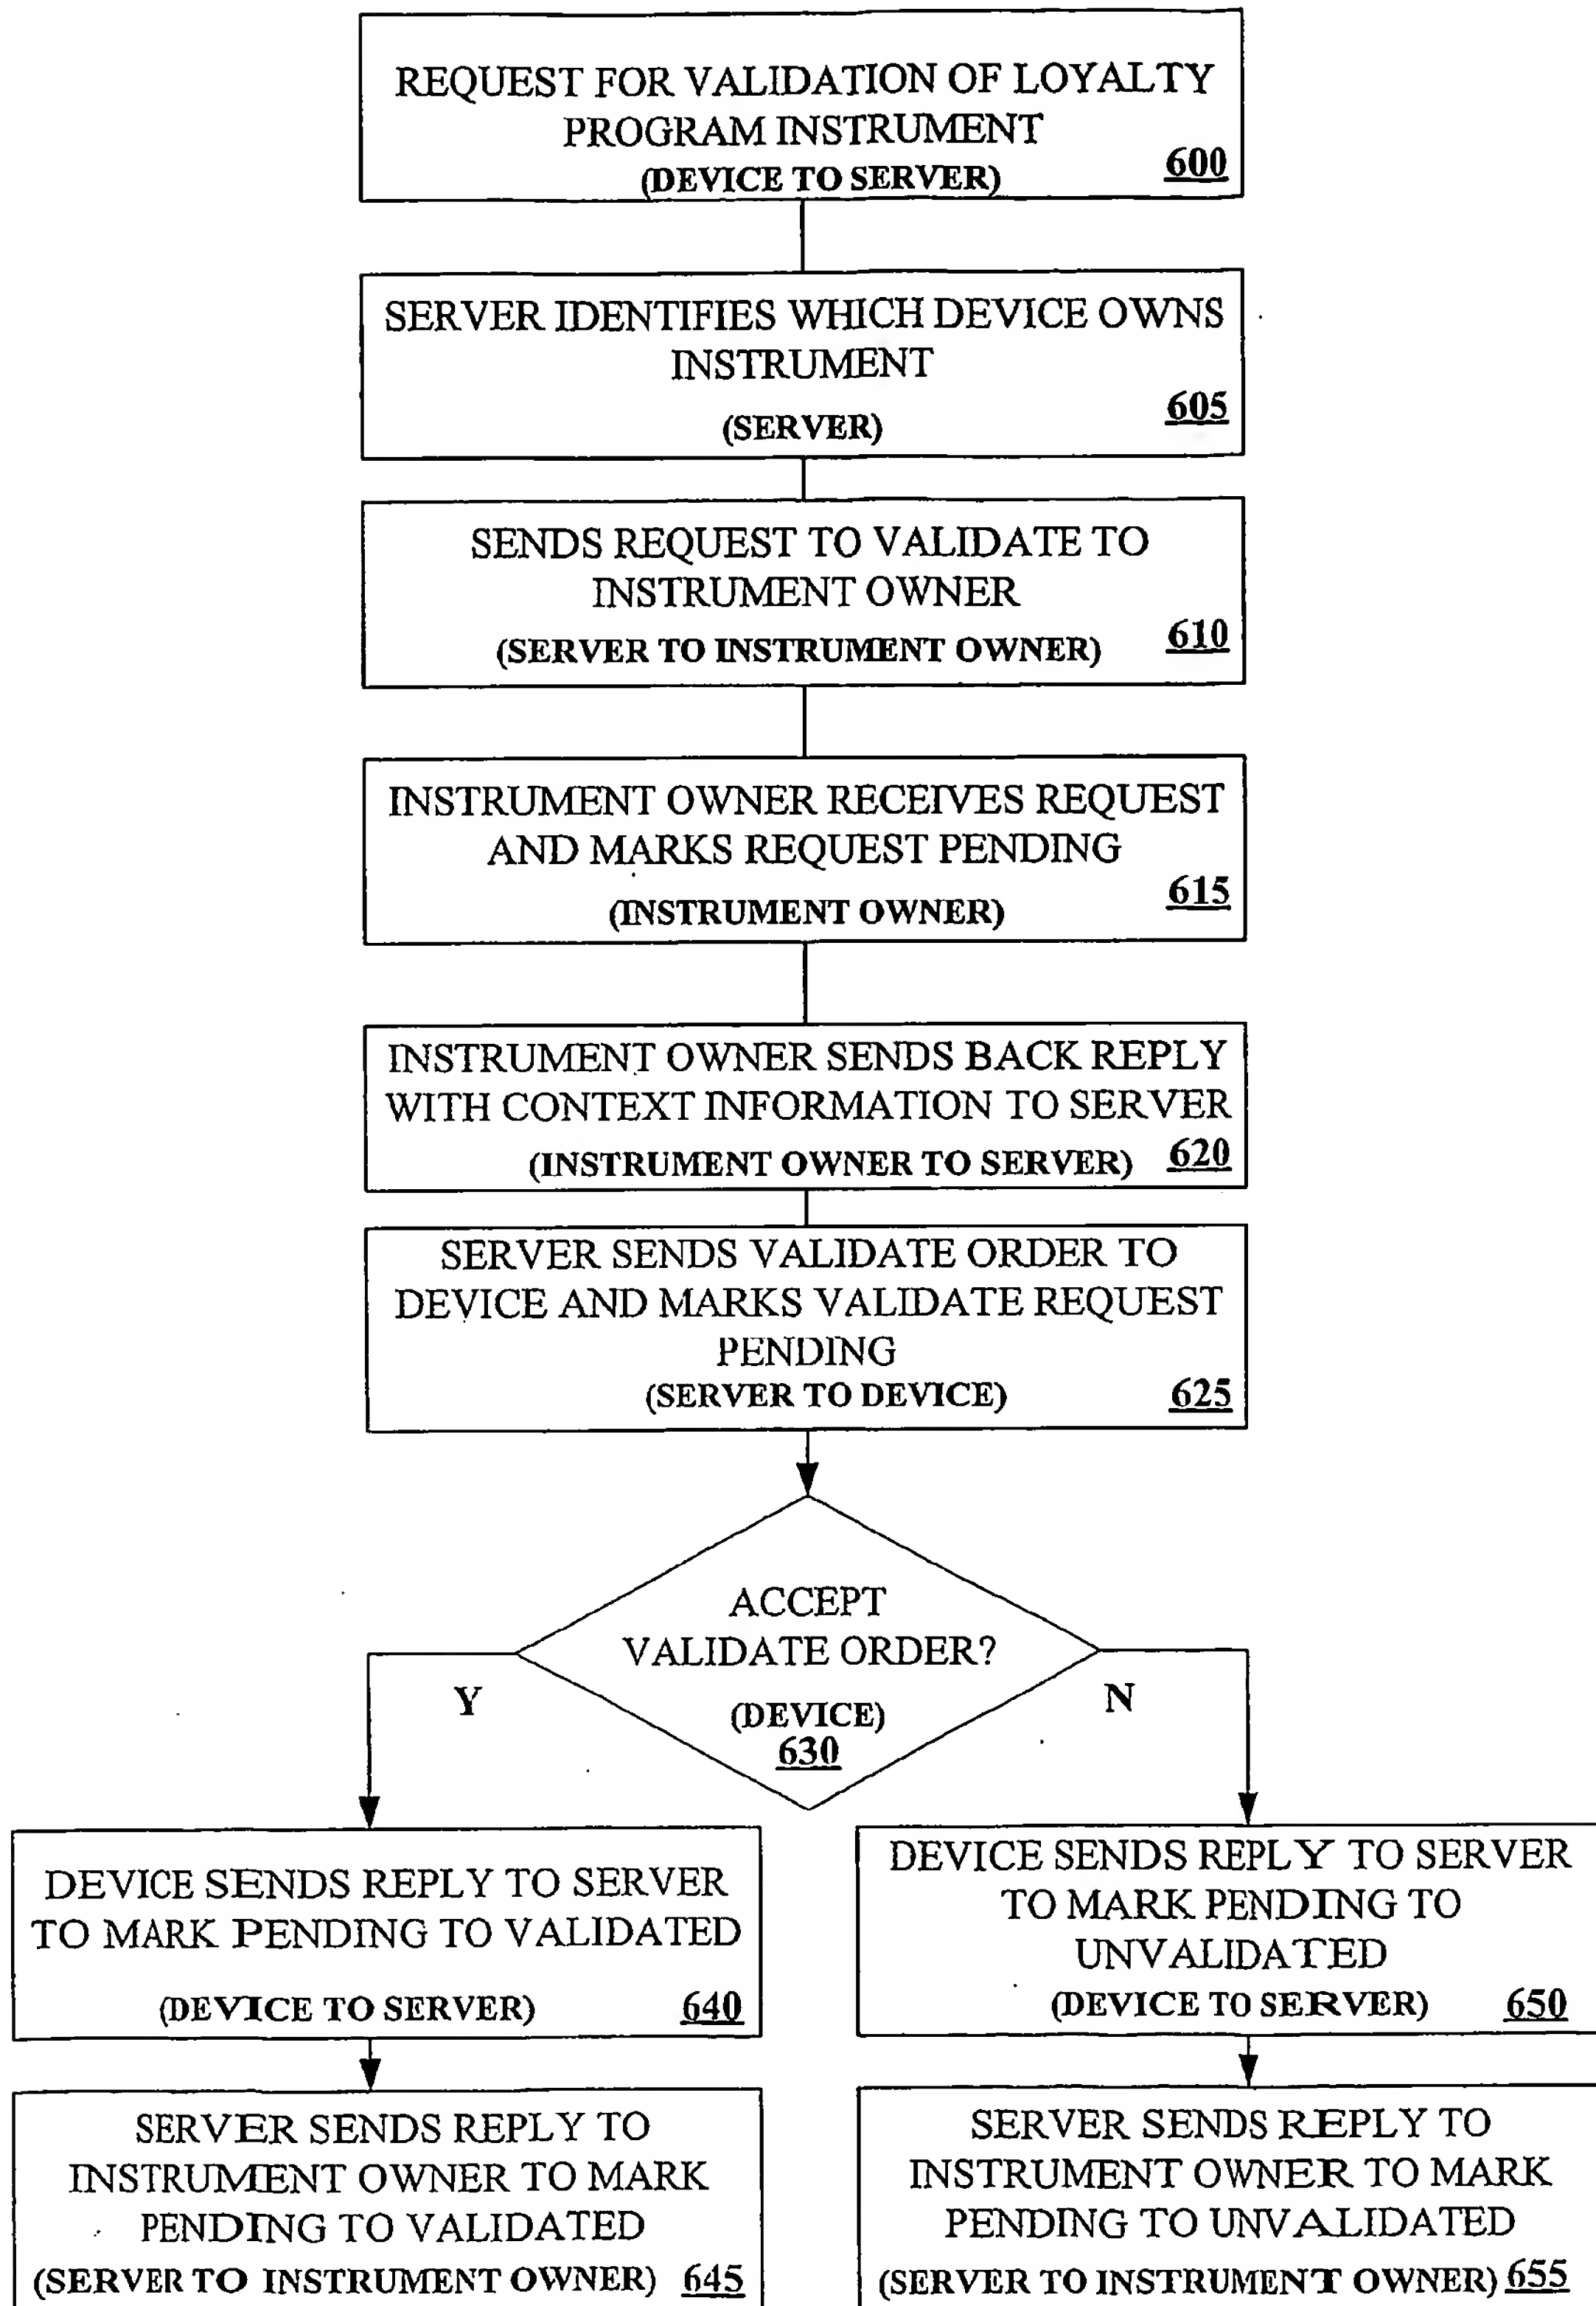 REQUEST FOR VALIDATION OF LOYALTY
PROGRAM INSTRUMENT
(DEVICE TO SERVER)
600
SERVER IDENTIFIES WHICH DEVICE OWNS
INSTRUMENT
(SERVER)
605
SENDS REQUEST TO VALIDATE TO
INSTRUMENT OWNER
(SERVER TO INSTRUMENT OWNER)
610
INSTRUMENT OWNER RECEIVES REQUEST
AND MARKS REQUEST PENDING
(INSTRUMENT OWNER)
615
INSTRUMENT OWNER SENDS BACK REPLY
WITH CONTEXT INFORMATION TO SERVER
(INSTRUMENT OWNER TO SERVER) 620
SERVER SENDS VALIDATE ORDER TO
DEVICE AND MARKS VALIDATE REQUEST
PENDING
(SERVER TO DEVICE) 625
ACCEPT
VALIDATE ORDER?
(DEVICE)
630
Y
N
DEVICE SENDS REPLY TO SERVER
TO MARK PENDING TO VALIDATED
(DEVICE TO SERVER) 640
DEVICE SENDS REPLY TO SERVER
TO MARK PENDING TO
UNVALIDATED
(DEVICE TO SERVER) 650
SERVER SENDS REPLY TO
INSTRUMENT OWNER TO MARK
PENDING TO VALIDATED
(SERVER TO INSTRUMENT OWNER) 645
SERVER SENDS REPLY TO
INSTRUMENT OWNER TO MARK
PENDING TO UNVALIDATED
(SERVER TO INSTRUMENT OWNER) 655